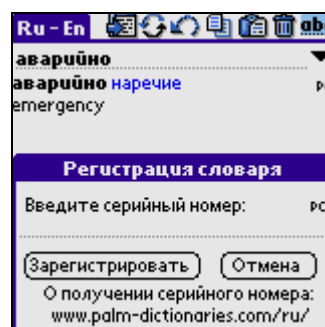 Ru - En ab
аварийно
аварийно наречие
emergency
Регистрация словаря
Введите серийный номер:
Зарегистрировать Отмена
О получении серийного номера:
www.palm-dictionaries.com/ru/